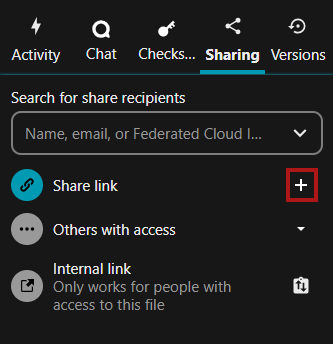 Activity
Chat
Checks...
Sharing
Versions
Search for share recipients
Name, email, or Federated Cloud I...
Share link
Others with access
Internal link
Only works for people with
access to this file